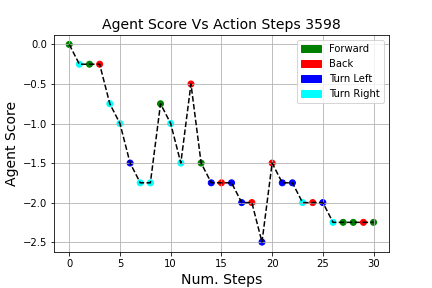 Agent Score Vs Action Steps 3598
Forward
Back
Turn Left
Turn Right
Agent Score
0.0
−0.5
−1.0
−1.5
−2.0
−2.5
0 5 10 15 20 25 30
Num. Steps